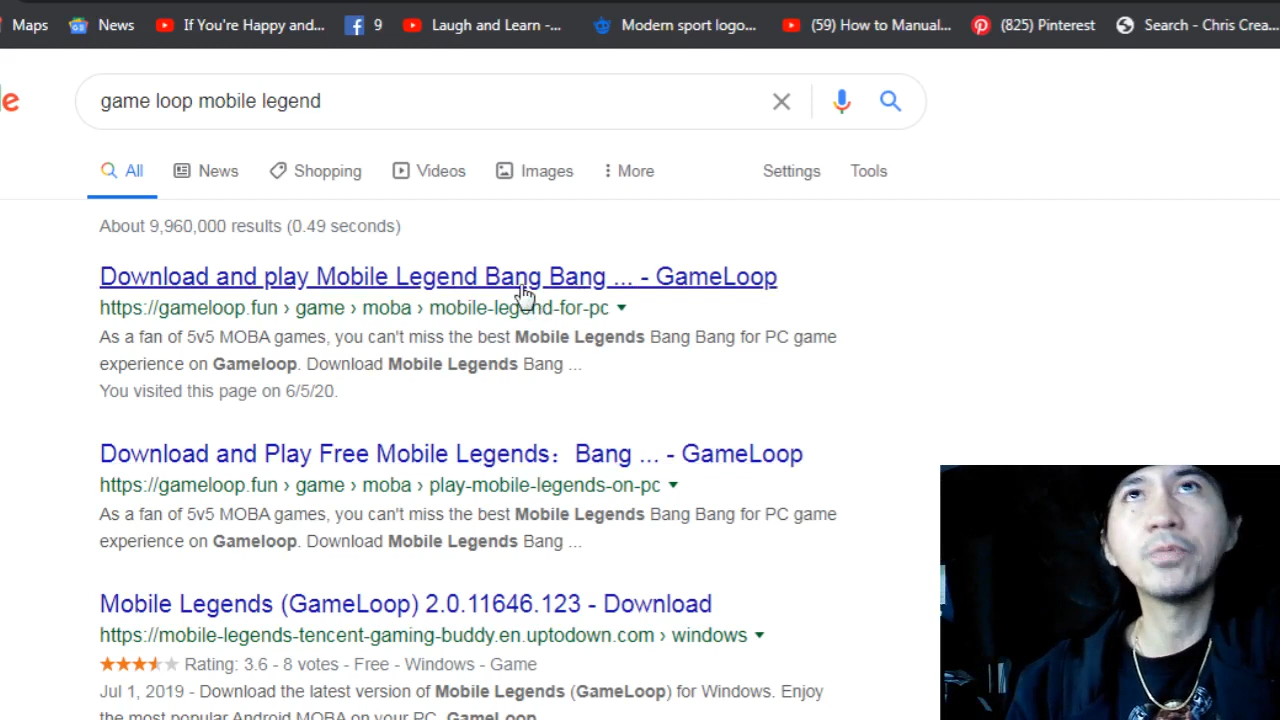 Maps News If You're Happy and... 9 Laugh and Learn -... Modern sport logo... (59) How to Manual... (825) Pinterest Search - Chris Crea...
e game loop mobile legend
All News Shopping Videos Images More Settings Tools
About 9,960,000 results (0.49 seconds)
Download and play Mobile Legend Bang Bang ... - GameLoop
https://gameloop.fun › game › moba › mobile-legend-for-pc
As a fan of 5v5 MOBA games, you can't miss the best Mobile Legends Bang Bang for PC game
experience on Gameloop. Download Mobile Legends Bang ...
You visited this page on 6/5/20.
Download and Play Free Mobile Legends： Bang ... - GameLoop
https://gameloop.fun › game › moba › play-mobile-legends-on-pc
As a fan of 5v5 MOBA games, you can't miss the best Mobile Legends Bang Bang for PC game
experience on Gameloop. Download Mobile Legends Bang ...
Mobile Legends (GameLoop) 2.0.11646.123 - Download
https://mobile-legends-tencent-gaming-buddy.en.uptodown.com › windows
Rating: 3.6 - 8 votes - Free - Windows - Game
Jul 1, 2019 - Download the latest version of Mobile Legends (GameLoop) for Windows. Enjoy
the most popular Android MOBA on your PC. GameLoop